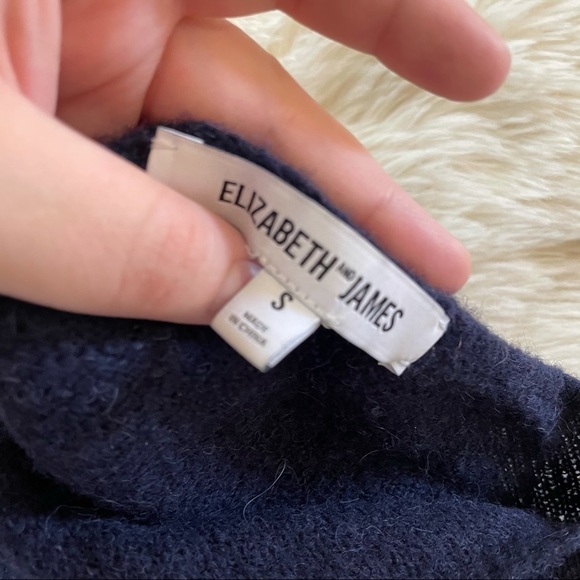 ELIZABETH AND JAMES
S
MADE
IN CHINA